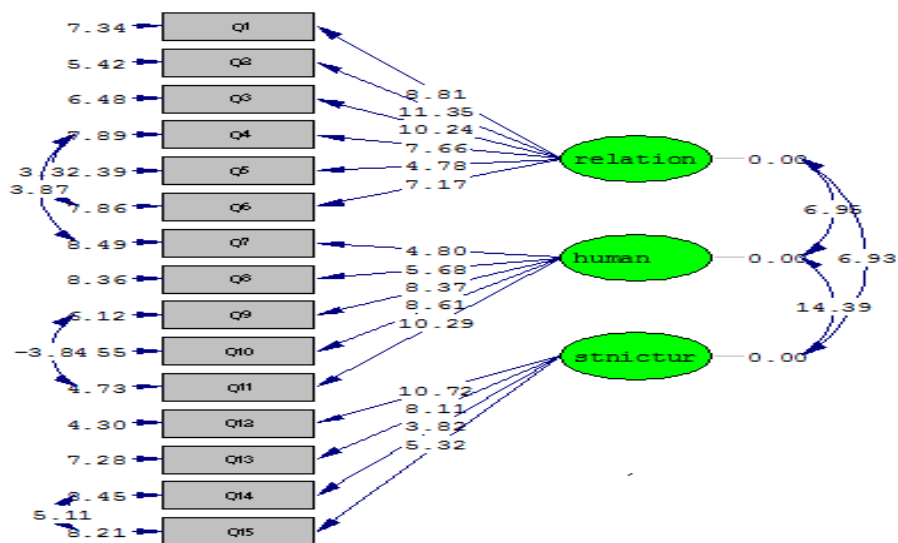 7.34 Q1
5.42 Q2
6.48 Q3
7.89 Q4
Q5
3.87
7.86 Q6
8.49 Q7
8.36 Q8
6.12 Q9
-3.84 Q10
4.73 Q11
4.30 Q12
7.28 Q13
8.45 Q14
5.11
8.21 Q15
8.81
11.35
10.24
7.66
4.78
7.17
4.80
5.68
8.37
8.61
10.29
10.72
8.11
3.82
5.32
relation 0.00
human 0.00
stnictur 0.00
6.95
6.93
14.39